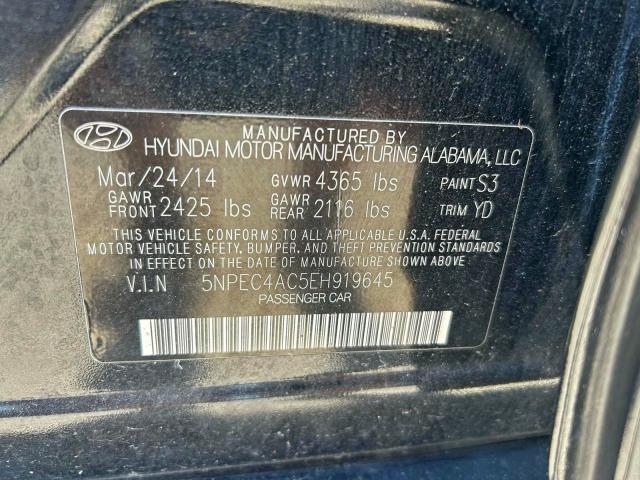 MANUFACTURED BY
HYUNDAI MOTOR MANUFACTURING ALABAMA, LLC
Mar/24/14 GVWR 4365 lbs PAINT S3
GAWR FRONT 2425 lbs GAWR REAR 2116 lbs TRIM YD
THIS VEHICLE CONFORMS TO ALL APPLICABLE U.S.A. FEDERAL
MOTOR VEHICLE SAFETY, BUMPER, AND THEFT PREVENTION STANDARDS
IN EFFECT ON THE DATE OF MANUFACTURE SHOWN ABOVE.
V.I.N 5NPEC4AC5EH919645
PASSENGER CAR